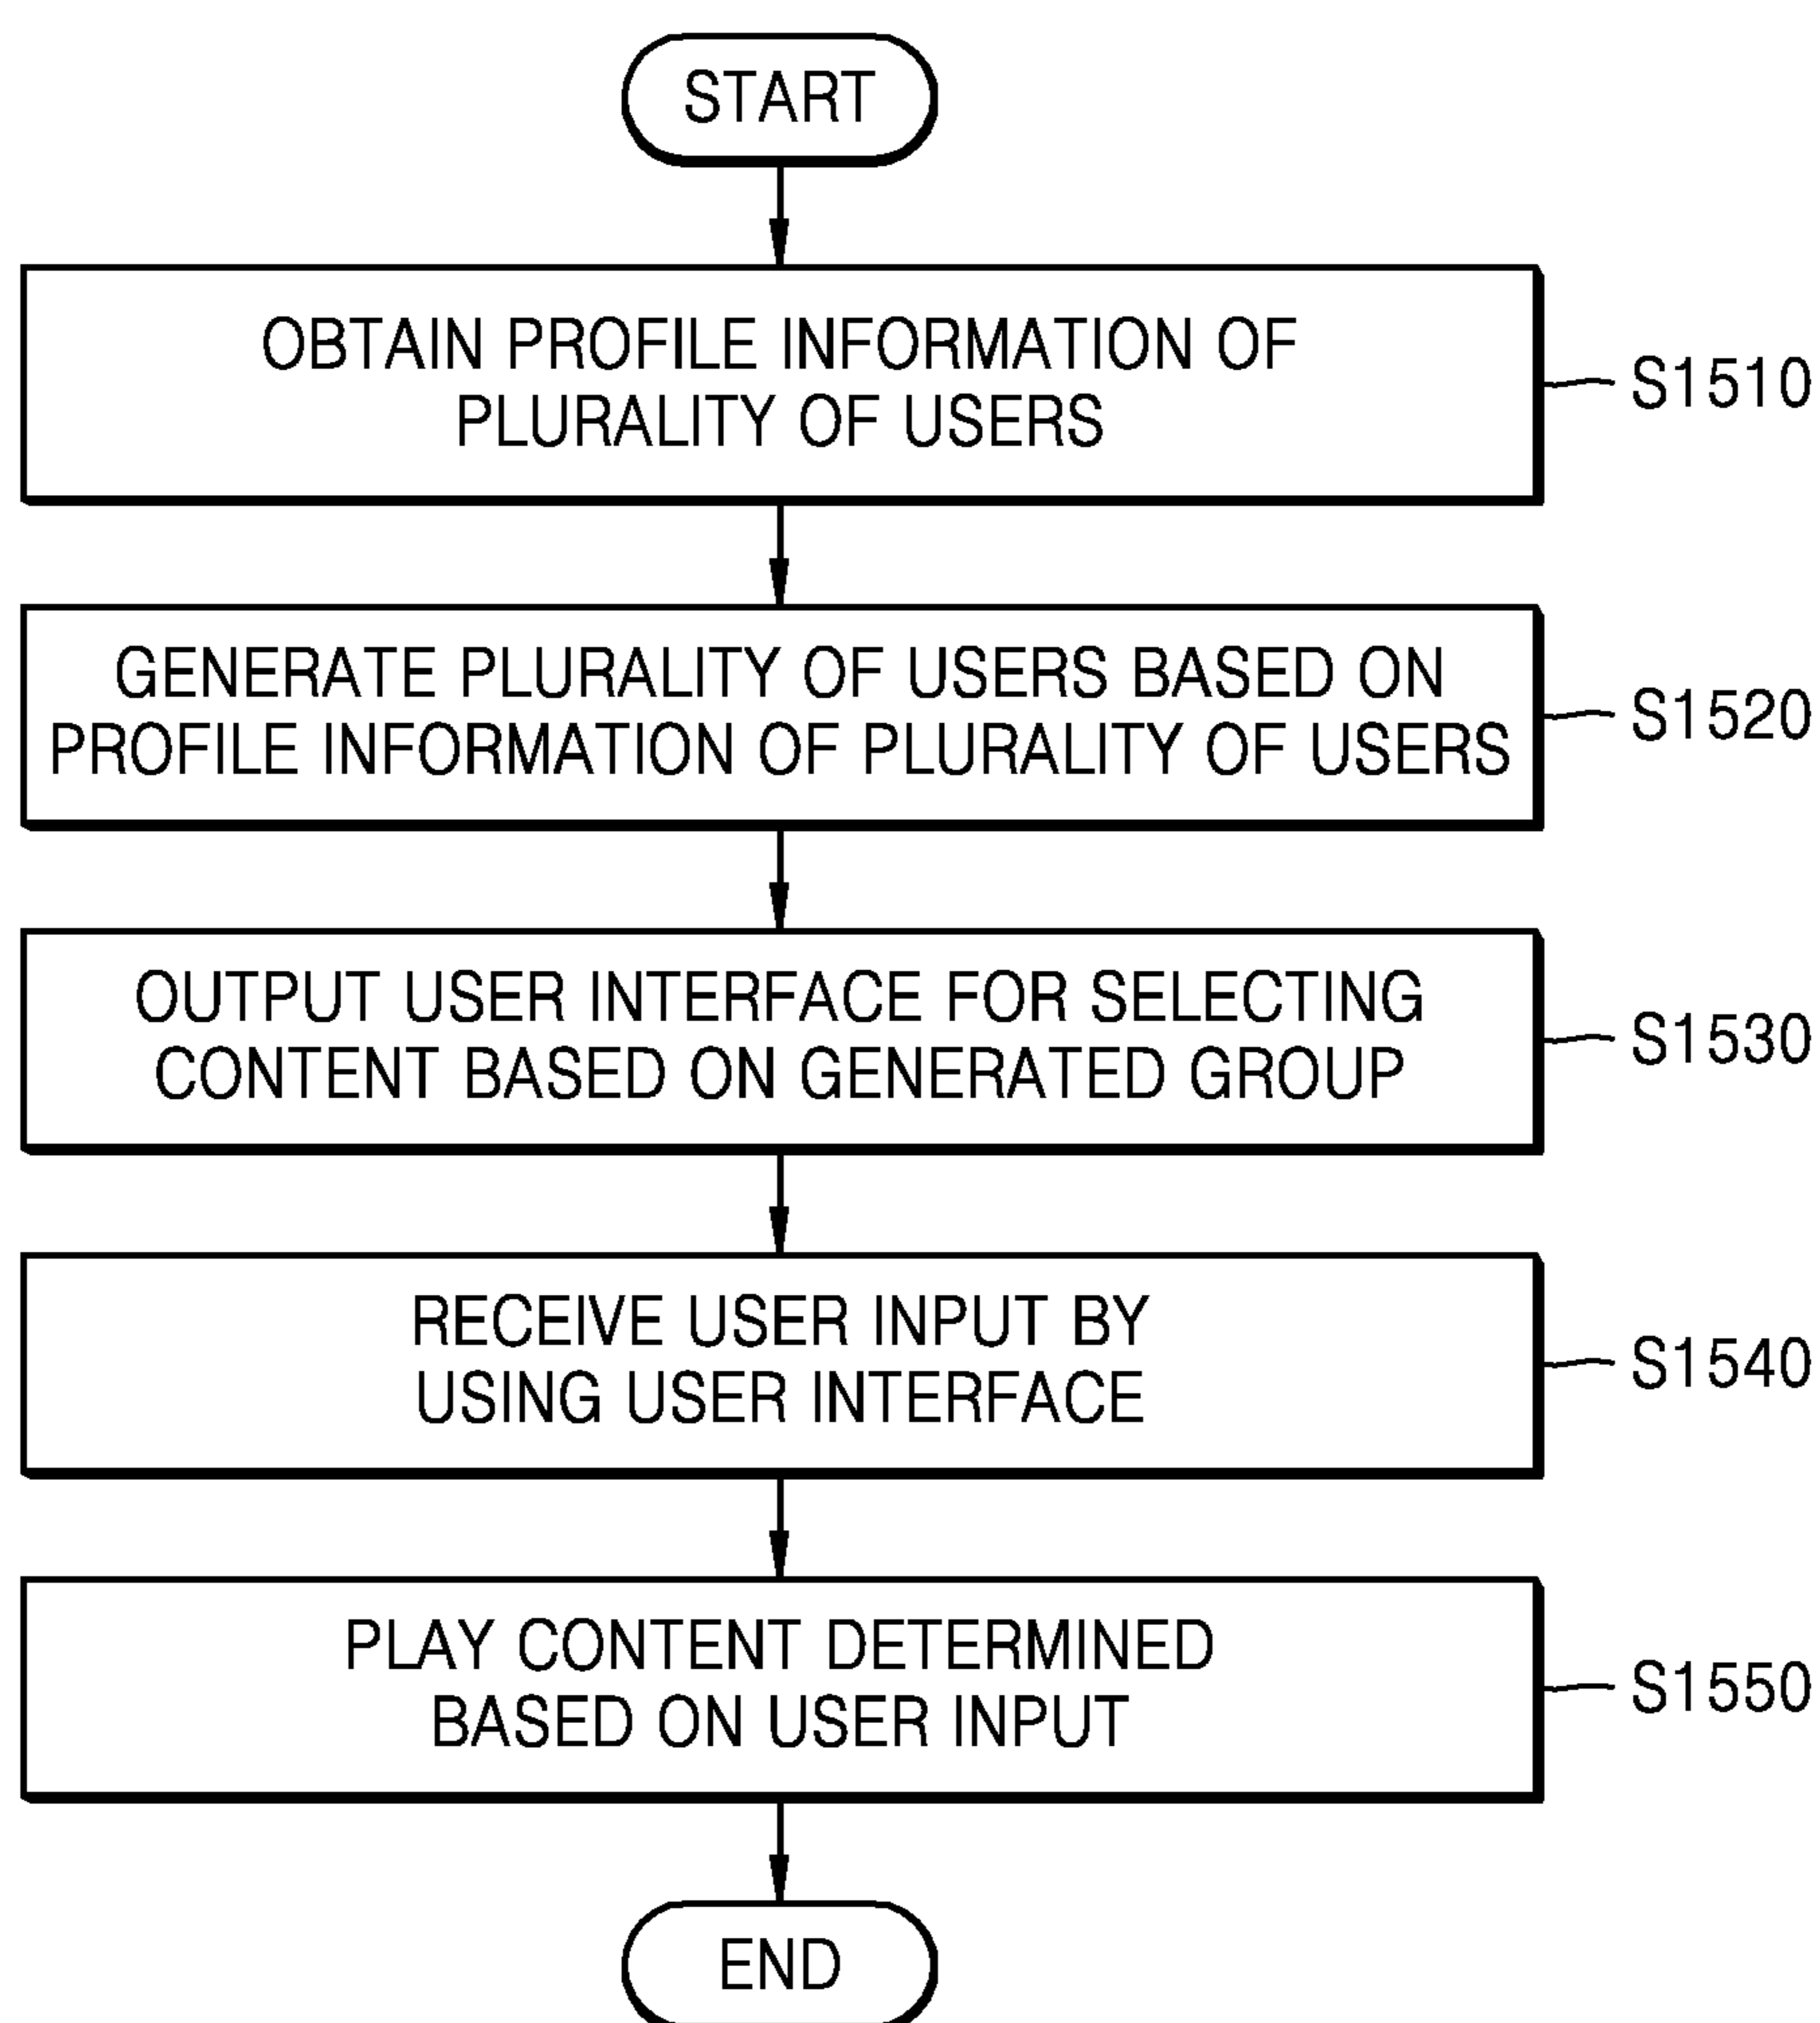 START
OBTAIN PROFILE INFORMATION OF
PLURALITY OF USERS
S1510
GENERATE PLURALITY OF USERS BASED ON
PROFILE INFORMATION OF PLURALITY OF USERS
S1520
OUTPUT USER INTERFACE FOR SELECTING
CONTENT BASED ON GENERATED GROUP
S1530
RECEIVE USER INPUT BY
USING USER INTERFACE
S1540
PLAY CONTENT DETERMINED
BASED ON USER INPUT
S1550
END